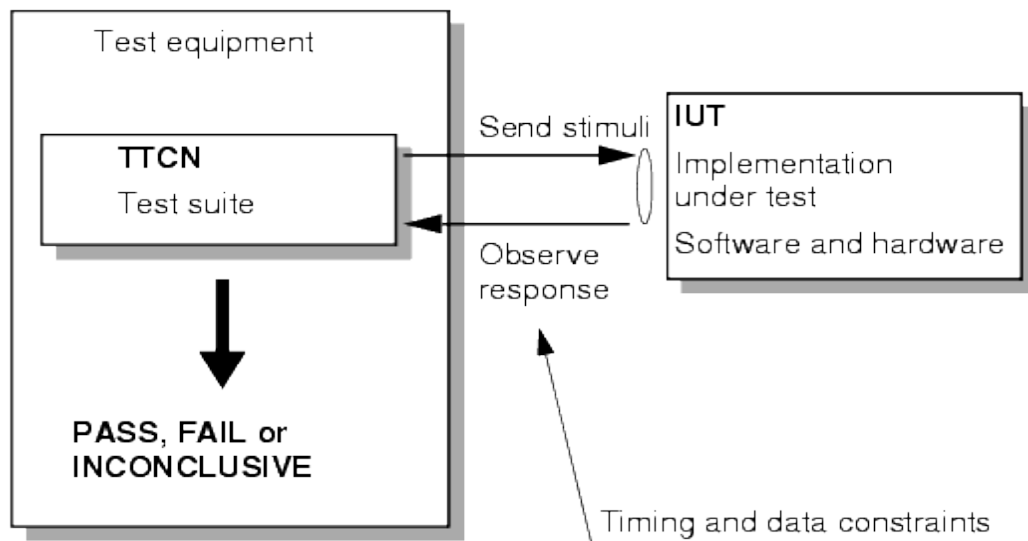 Test equipment
TTCN
Test suite
PASS, FAIL or
INCONCLUSIVE
Send stimuli
Observe
response
IUT
Implementation
under test
Software and hardware
Timing and data constraints